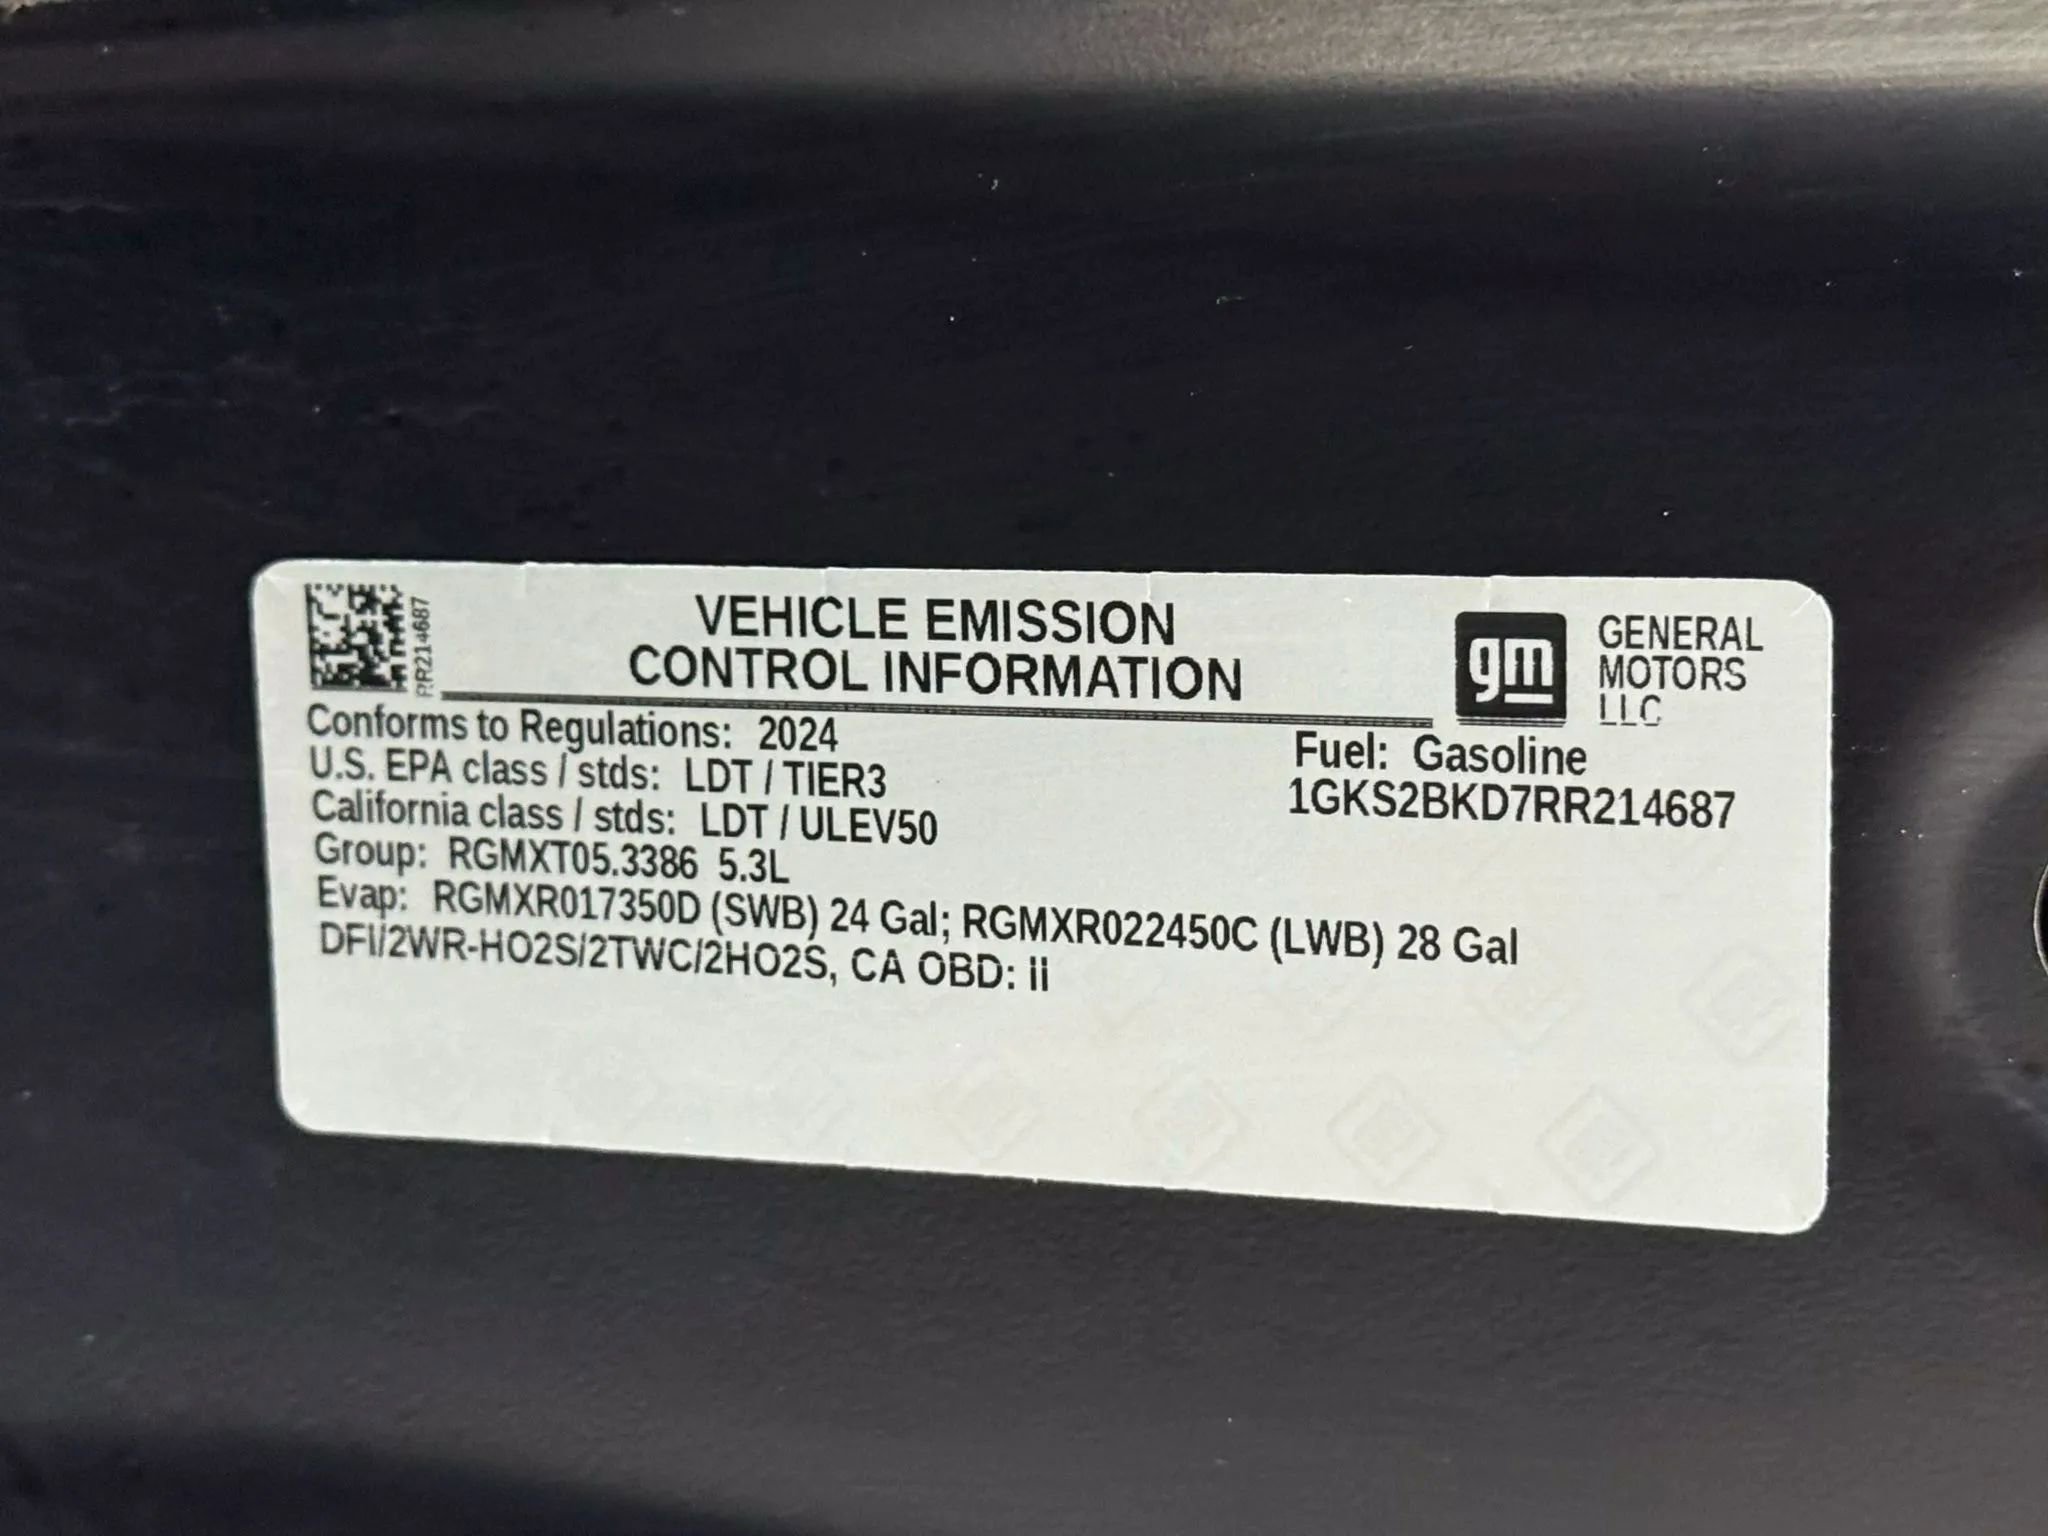 RR214687
VEHICLE EMISSION
CONTROL INFORMATION
gm
GENERAL
MOTORS
LLC
Conforms to Regulations: 2024
U.S. EPA class / stds: LDT / TIER3
California class / stds: LDT / ULEV50
Group: RGMXT05.3386 5.3L
Evap: RGMXR017350D (SWB) 24 Gal; RGMXR022450C (LWB) 28 Gal
DFI/2WR-HO2S/2TWC/2HO2S, CA OBD: ii
Fuel: Gasoline
1GKS2BKD7RR214687